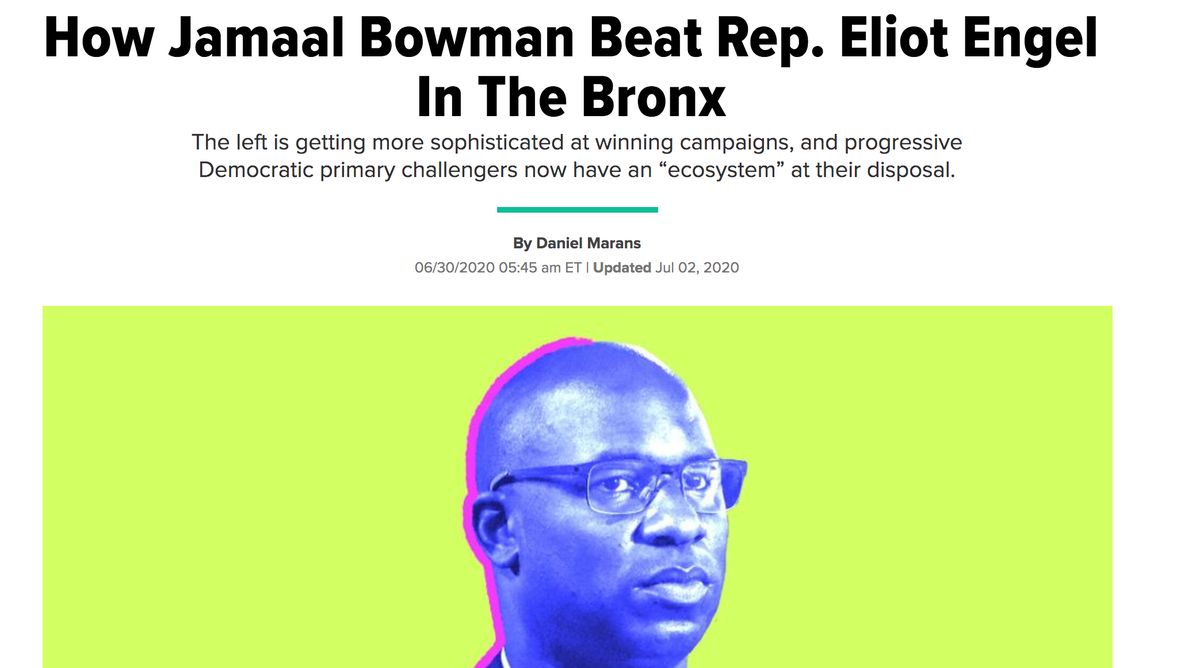 How Jamaal Bowman Beat Rep. Eliot Engel
In The Bronx
The left is getting more sophisticated at winning campaigns, and progressive
Democratic primary challengers now have an “ecosystem” at their disposal.
By Daniel Marans
06/30/2020 05:45 am ET | Updated Jul 02, 2020